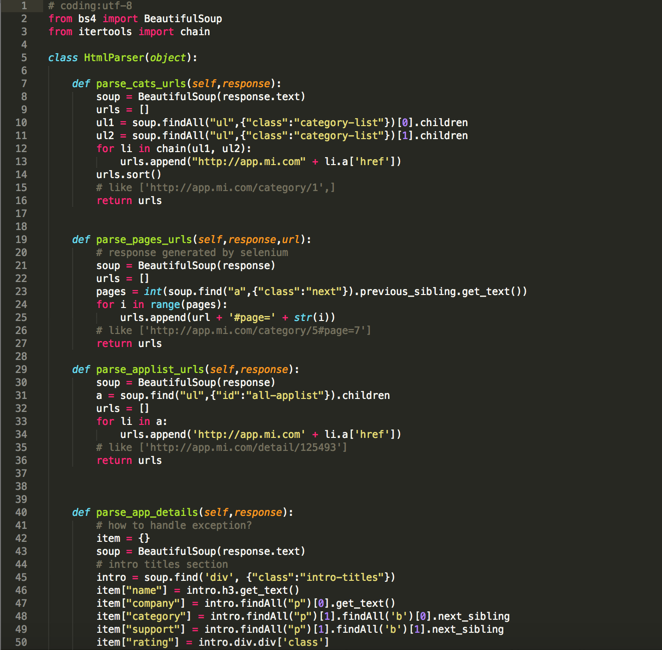 1 # coding:utf-8
2 from bs4 import BeautifulSoup
3 from itertools import chain
4
5 class HtmlParser(object):
6
7     def parse_cats_urls(self,response):
8         soup = BeautifulSoup(response.text)
9         urls = []
10         ul1 = soup.findAll("ul",{"class":"category-list"})[0].children
11         ul2 = soup.findAll("ul",{"class":"category-list"})[1].children
12         for li in chain(ul1, ul2):
13             urls.append("http://app.mi.com" + li.a['href'])
14         urls.sort()
15         # like ['http://app.mi.com/category/1',]
16         return urls
17
18
19     def parse_pages_urls(self,response,url):
20         # response generated by selenium
21         soup = BeautifulSoup(response)
22         urls = []
23         pages = int(soup.find("a",{"class":"next"}).previous_sibling.get_text())
24         for i in range(pages):
25             urls.append(url + '#page=' + str(i))
26         # like ['http://app.mi.com/category/5#page=7']
27         return urls
28
29     def parse_applist_urls(self,response):
30         soup = BeautifulSoup(response)
31         a = soup.find("ul",{"id":"all-applist"}).children
32         urls = []
33         for li in a:
34             urls.append('http://app.mi.com' + li.a['href'])
35         # like ['http://app.mi.com/detail/125493']
36         return urls
37
38
39
40     def parse_app_details(self,response):
41         # how to handle exception?
42         item = {}
43         soup = BeautifulSoup(response.text)
44         # intro titles section
45         intro = soup.find('div', {"class":"intro-titles"})
46         item["name"] = intro.h3.get_text()
47         item["company"] = intro.findAll("p")[0].get_text()
48         item["category"] = intro.findAll("p")[1].findAll('b')[0].next_sibling
49         item["support"] = intro.findAll("p")[1].findAll('b')[1].next_sibling
50         item["rating"] = intro.div.div['class']